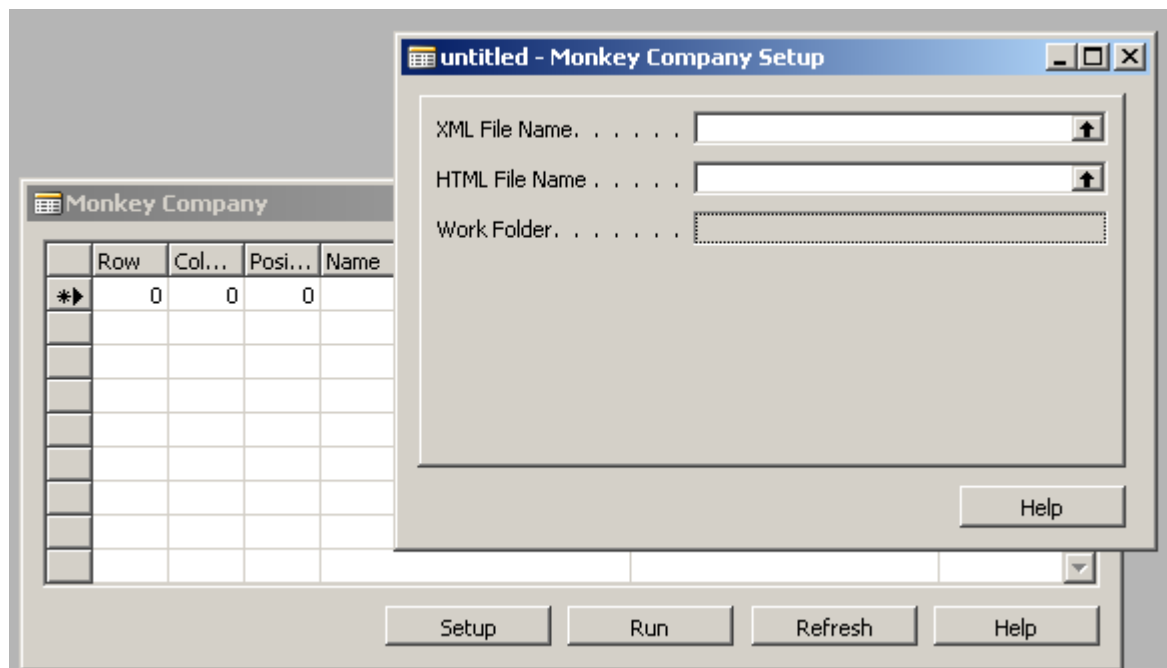 untitled - Monkey Company Setup
XML File Name. . . . . .
HTML File Name . . . . .
Work Folder. . . . . . .
Help
Monkey Company
Row Col... Posi... Name
0 0 0
Setup Run Refresh Help